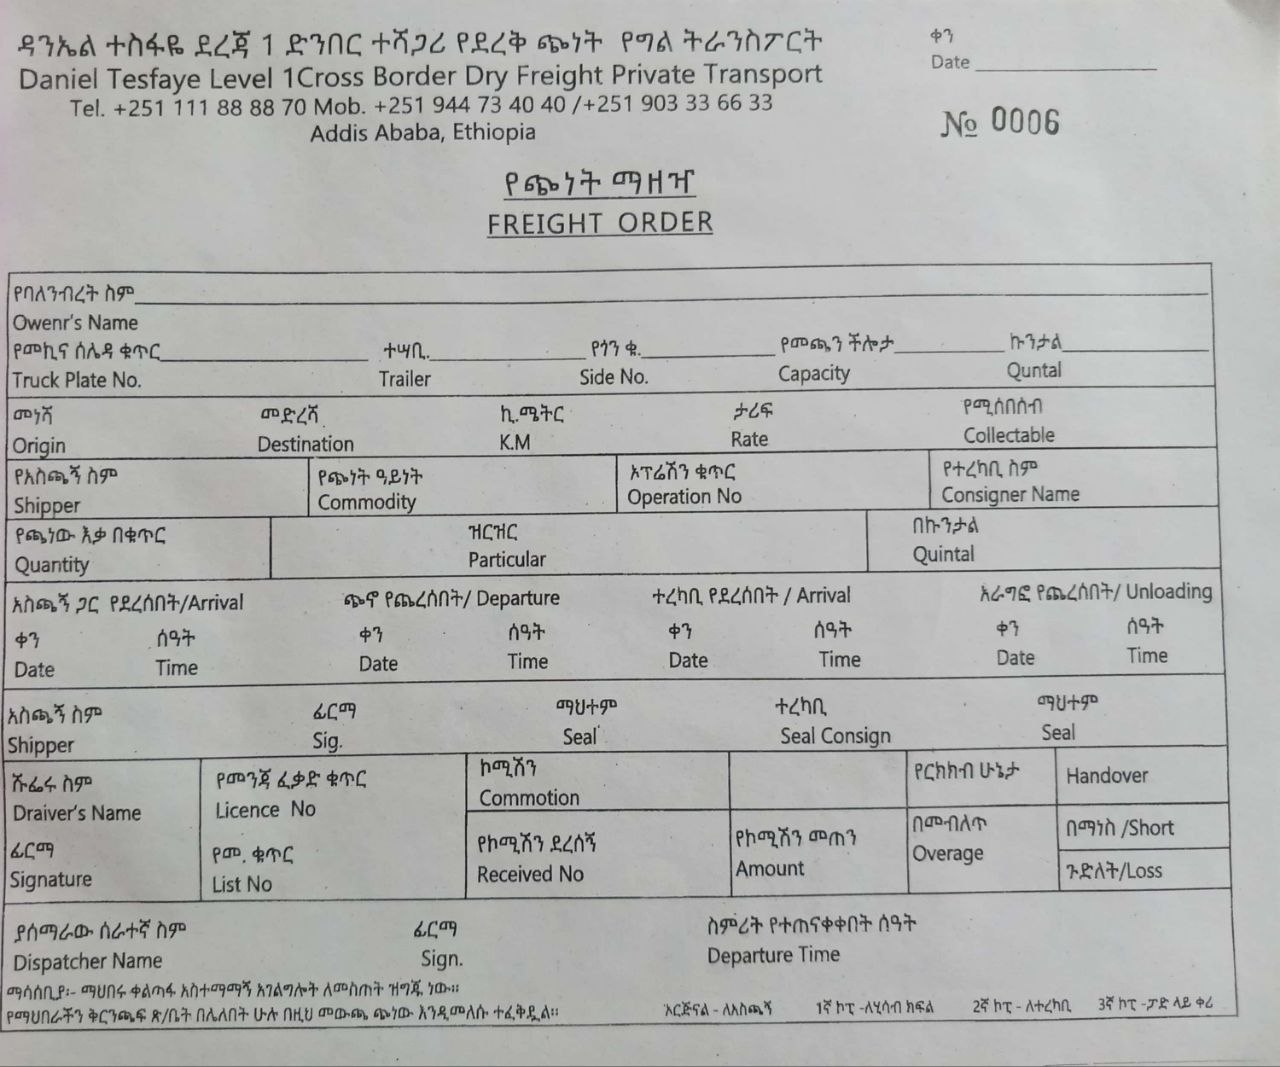 ዳንኤል ተስፋዬ ደረጃ 1 ድንበር ተሻጋሪ የደረቅ ጭነት የግል ትራንስፖርት
Daniel Tesfaye Level 1Cross Border Dry Freight Private Transport
Tel. +251 111 88 88 70 Mob. +251 944 73 40 40 /+251 903 33 66 33
Addis Ababa, Ethiopia
ቀን
Date
№ 0006
የጭነት ማዘዣ
FREIGHT ORDER
የባለንብረት ስም
Owenr's Name
የመኪና ሰሌዳ ቁጥር ተሣቢ. የጎን ቁ. የመጫን ችሎታ ኩንታል
Truck Plate No. Trailer Side No. Capacity Quntal
መነሻ መድረሻ ኪ.ሜትር ታሪፍ የሚሰበሰብ
Origin Destination K.M Rate Collectable
የአስጫኝ ስም የጭነት ዓይነት ኦፐሬሽን ቁጥር የተረካቢ ስም
Shipper Commodity Operation No Consigner Name
የጫነው እቃ በቁጥር ዝርዝር በኩንታል
Quantity Particular Quintal
አስጫኝ ጋር የደረሰበት/Arrival ጭኖ የጨረሰበት/ Departure ተረካቢ የደረሰበት / Arrival አራግፎ የጨረሰበት/ Unloading
ቀን ሰዓት ቀን ሰዓት ቀን ሰዓት ቀን ሰዓት
Date Time Date Time Date Time Date Time
አስጫኝ ስም ፊርማ ማህተም ተረካቢ ማህተም
Shipper Sig. Seal Seal Consign Seal
ሹፌሩ ስም የመንጃ ፈቃድ ቁጥር ኮሚሽን የርክክብ ሁኔታ Handover
Draiver's Name Licence No Commotion
ፊርማ የመ. ቁጥር የኮሚሽን ደረሰኝ የኮሚሽን መጠን በመብለጥ በማነስ /Short
Signature List No Received No Amount Overage ጉድለት/Loss
ያሰማራው ሰራተኛ ስም ፊርማ ስምሪት የተጠናቀቀበት ሰዓት
Dispatcher Name Sign. Departure Time
ማሳሰቢያ፡- ማህበሩ ቀልጣፋ አስተማማኝ አገልግሎት ለመስጠት ዝግጁ ነው።
የማህበራችን ቅርንጫፍ ጽ/ቤት በሌለበት ሁሉ በዚህ መውጫ ጭነው እንዲመለሱ ተፈቅዷል። ኦርጅናል - ለአስጫኝ 1ኛ ኮፒ -ለሂሳብ ክፍል 2ኛ ኮፒ - ለተረካቢ 3ኛ ኮፒ -ፓድ ላይ ቀሪ